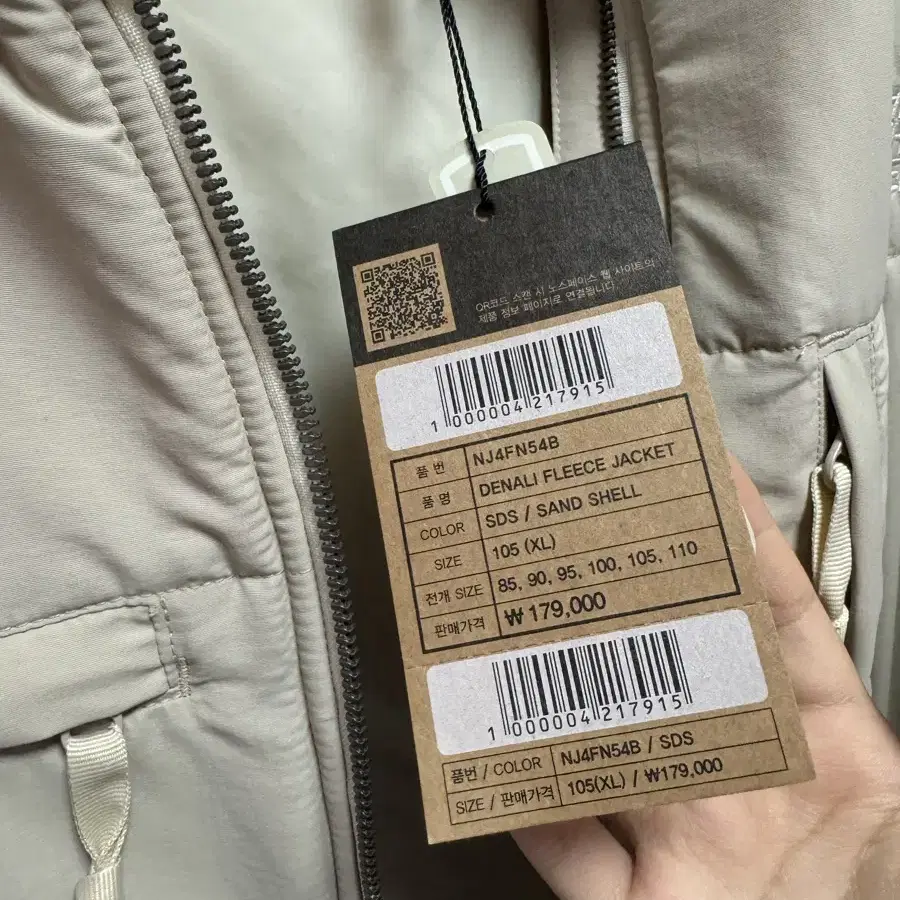 QR코드 스캔 시 노스페이스 웹 사이트의
제품 정보 페이지로 연결됩니다.
1 000004 217915
품 번 NJ4FN54B
품 명 DENALI FLEECE JACKET
COLOR SDS / SAND SHELL
SIZE 105 (XL)
전개 SIZE 85, 90, 95, 100, 105, 110
판매가격 ₩179,000
1 000004 217915
품번 / COLOR NJ4FN54B / SDS
SIZE / 판매가격 105(XL) / ₩179,000